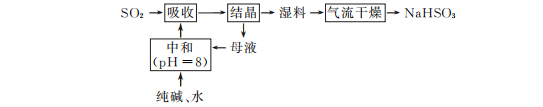 SO₂ 吸收 结晶 湿料 气流干燥 NaHSO₃
中和 母液
(pH=8)
纯碱、水